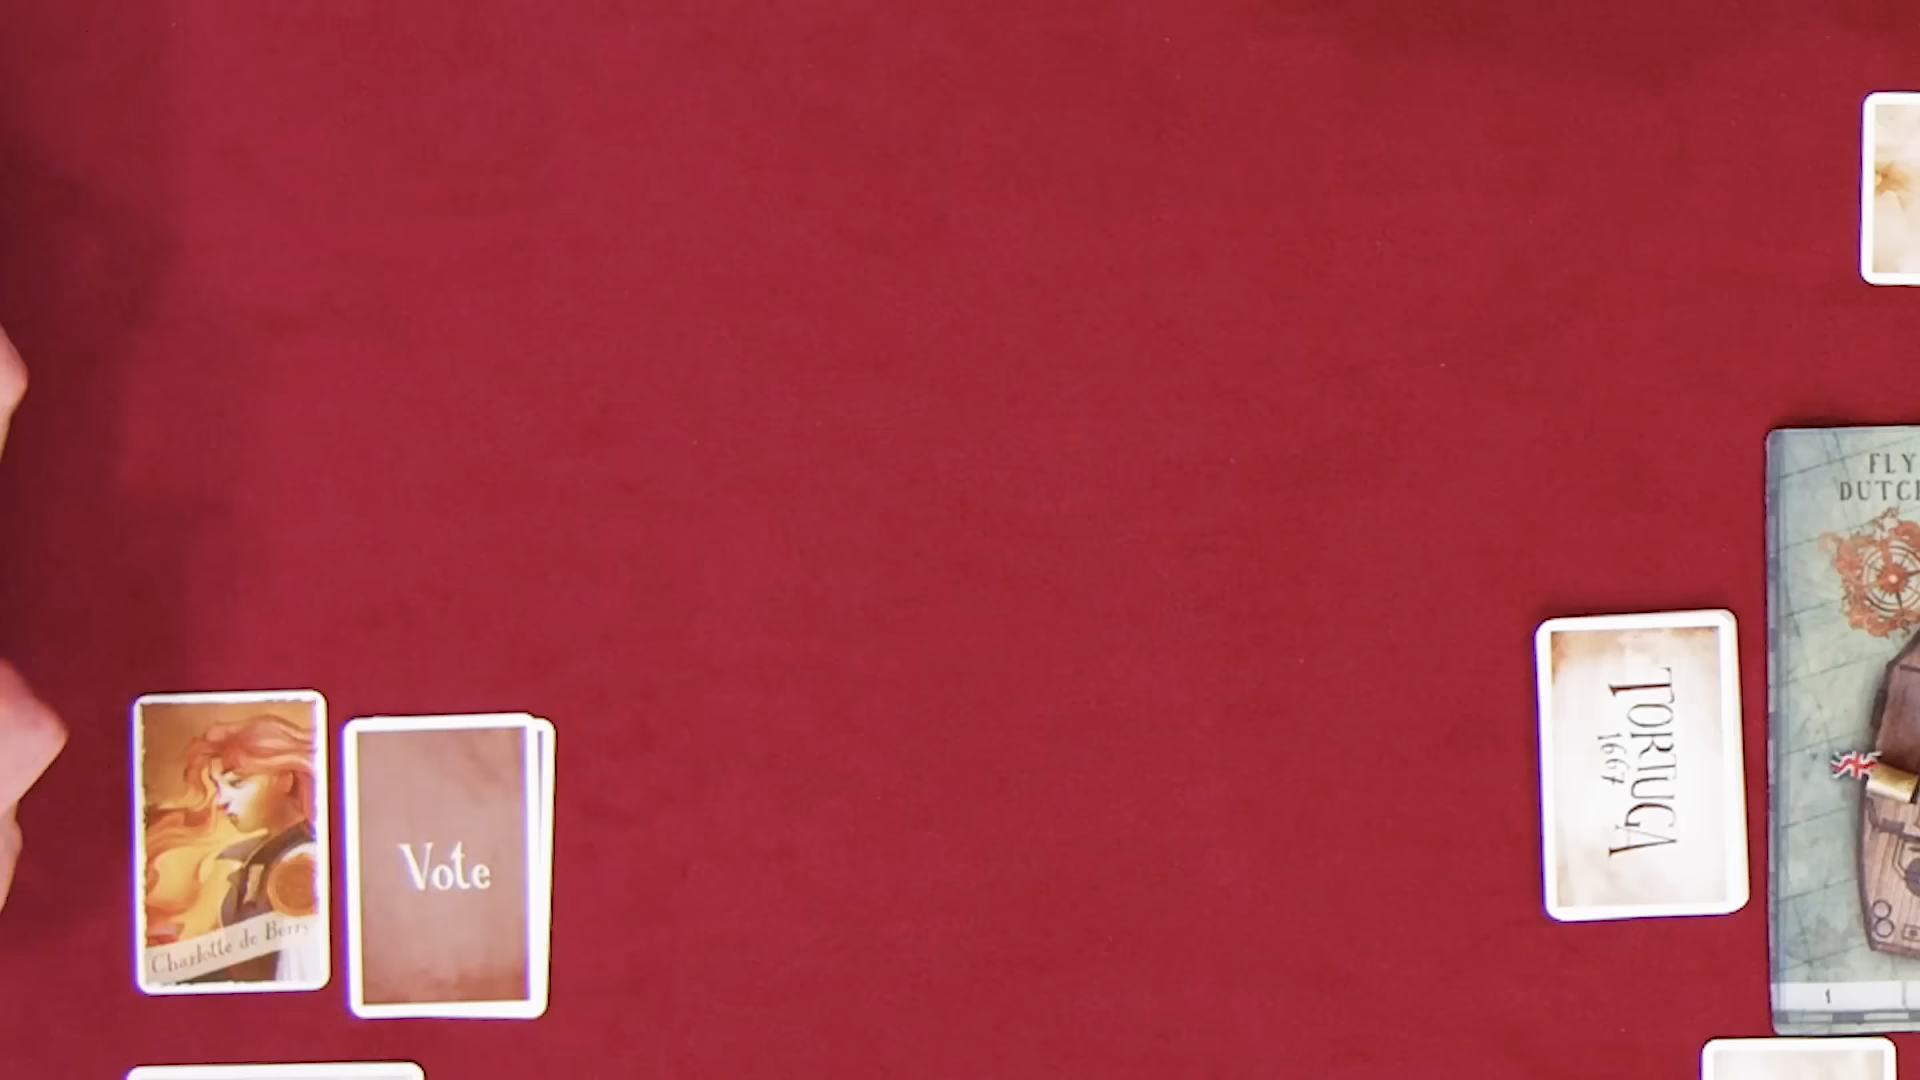 FLY
DUTCH
TORTUGA
1667
Charlotte de Berry
Vote
8
1